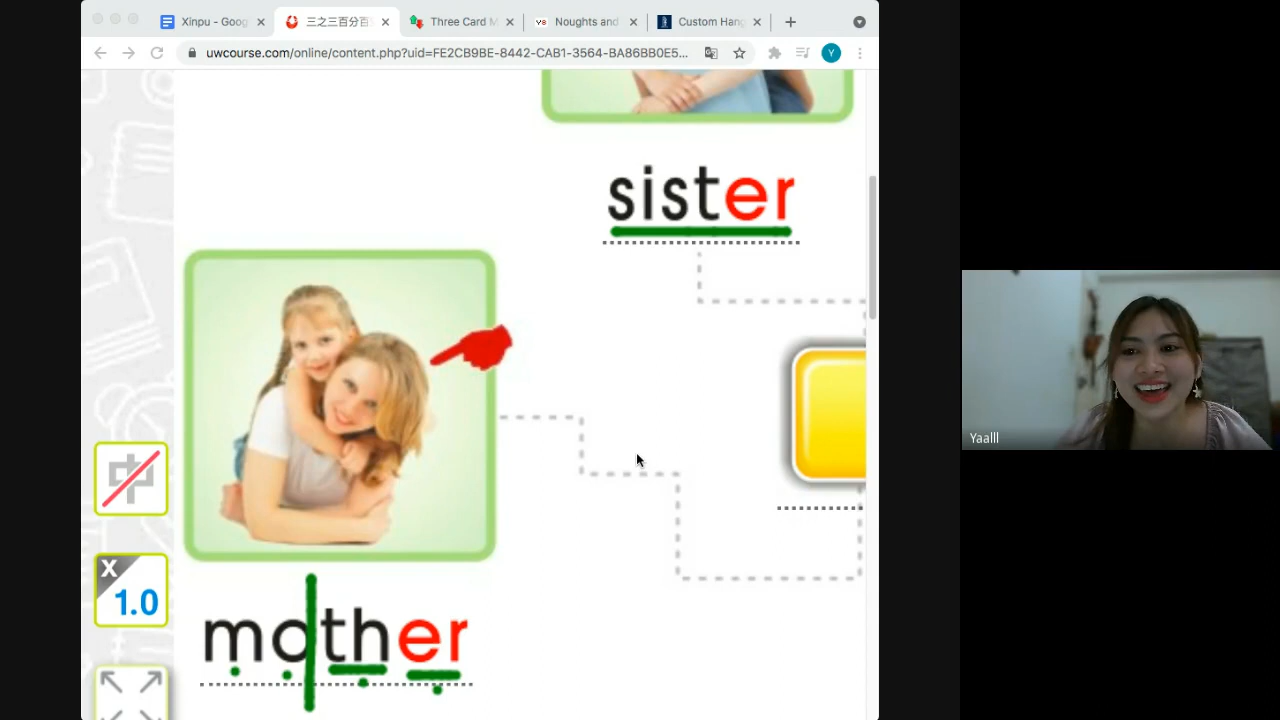 Xinpu - Goog
三之三百分百
Three Card M
Noughts and
Custom Hang
uwcourse.com/online/content.php?uid=FE2CB9BE-8442-CAB1-3564-BA86BB0E5...
Y
sister
Yaalll
中
X
1.0
mother